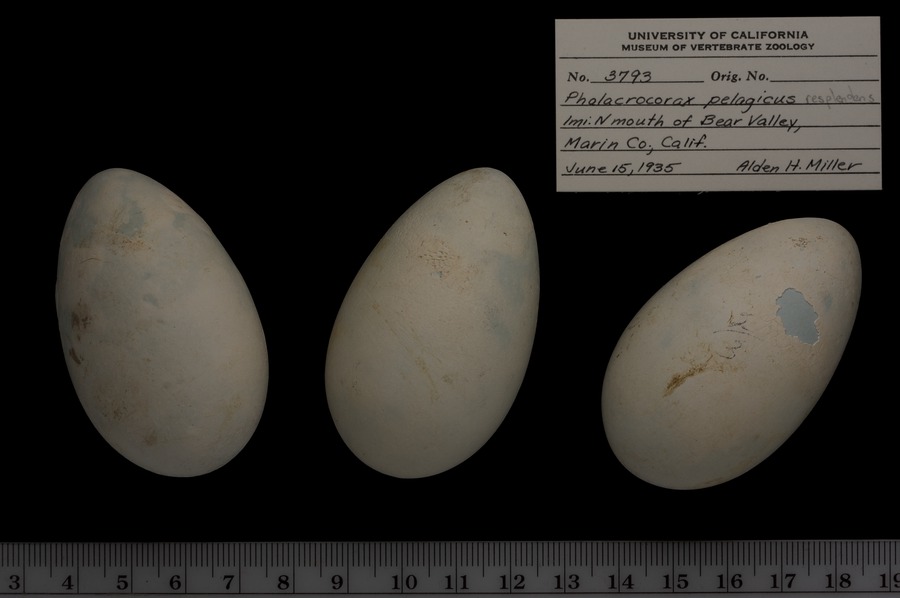 UNIVERSITY OF CALIFORNIA
MUSEUM OF VERTEBRATE ZOOLOGY
No. 3793 Orig. No.
Phalacrocorax pelagicus resplendens
1mi. N mouth of Bear Valley,
Marin Co., Calif.
June 15, 1935 Alden H. Miller
3 4 5 6 7 8 9 10 11 12 13 14 15 16 17 18 19